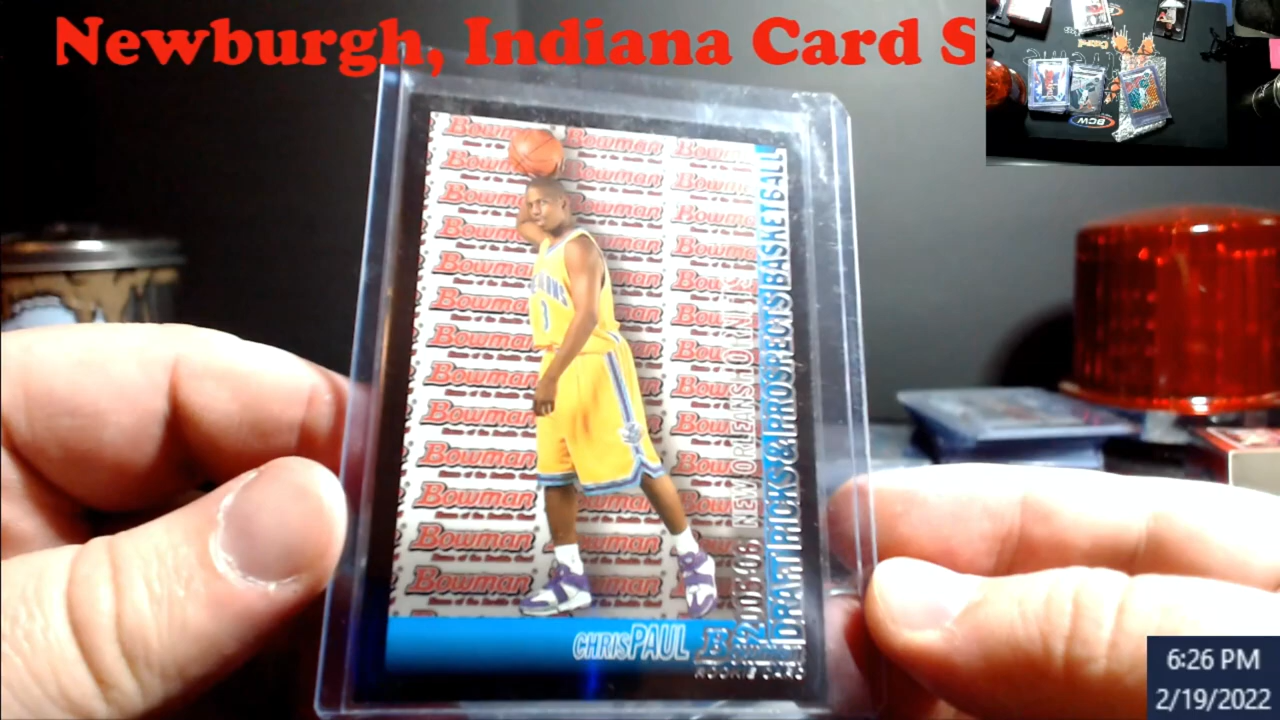 Newburgh, Indiana Card S
Bowman
CHRIS PAUL
ROOKIE CARD
2005-06 NEW ORLEANS HORNETS
DRAFT PICKS & PROSPECTS BASKETBALL
3
BCW
6:26 PM
2/19/2022